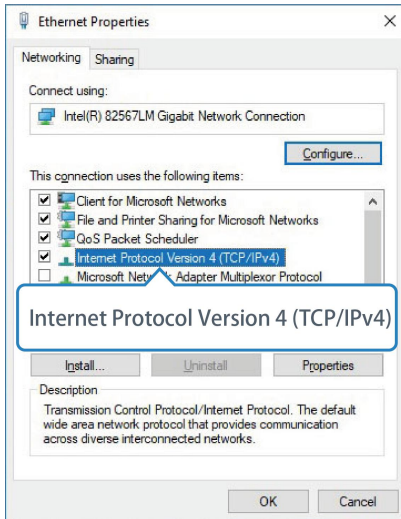 Ethernet Properties
Networking Sharing
Connect using:
Intel(R) 82567LM Gigabit Network Connection
Configure...
This connection uses the following items:
Client for Microsoft Networks
File and Printer Sharing for Microsoft Networks
QoS Packet Scheduler
Internet Protocol Version 4 (TCP/IPv4)
Microsoft Network Adapter Multiplexor Protocol
Internet Protocol Version 4 (TCP/IPv4)
Install... Uninstall Properties
Description
Transmission Control Protocol/Internet Protocol. The default
wide area network protocol that provides communication
across diverse interconnected networks.
OK Cancel